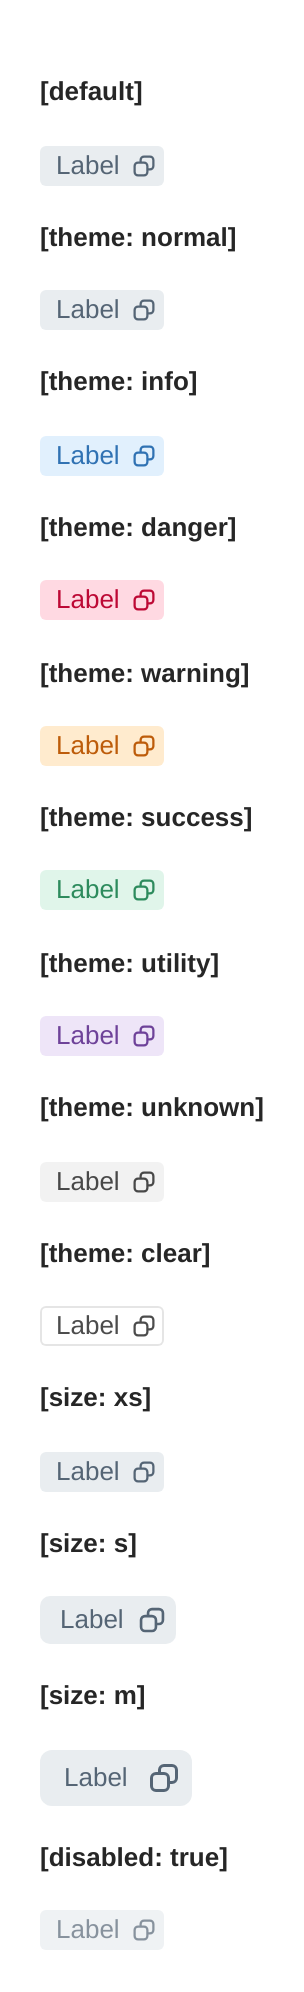 [default]
Label
[theme: normal]
Label
[theme: info]
Label
[theme: danger]
Label
[theme: warning]
Label
[theme: success]
Label
[theme: utility]
Label
[theme: unknown]
Label
[theme: clear]
Label
[size: xs]
Label
[size: s]
Label
[size: m]
Label
[disabled: true]
Label